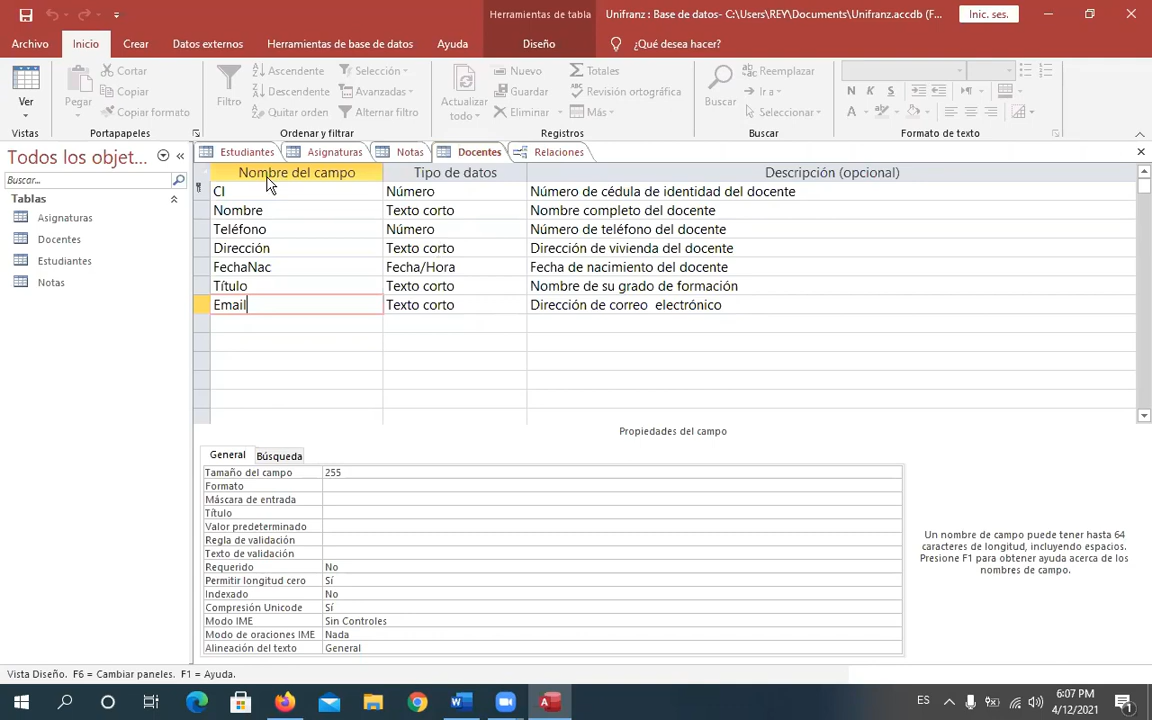 Herramientas de tabla
Unifranz : Base de datos- C:\Users\REY\Documents\Unifranz.accdb (F...
Inic. ses.
Archivo
Inicio
Crear
Datos externos
Herramientas de base de datos
Ayuda
Diseño
¿Qué desea hacer?
Ver
Vistas
Pegar
Cortar
Copiar
Copiar formato
Portapapeles
Filtro
Ascendente
Descendente
Quitar orden
Selección
Avanzadas
Alternar filtro
Ordenar y filtrar
Actualizar
todo
Nuevo
Guardar
Eliminar
Totales
Revisión ortográfica
Más
Registros
Buscar
Reemplazar
Ir a
Seleccionar
Buscar
N K S
A
Formato de texto
Todos los objet...
Buscar...
Tablas
Asignaturas
Docentes
Estudiantes
Notas
Estudiantes
Asignaturas
Notas
Docentes
Relaciones
Nombre del campo Tipo de datos Descripción (opcional)
CI Número Número de cédula de identidad del docente
Nombre Texto corto Nombre completo del docente
Teléfono Número Número de teléfono del docente
Dirección Texto corto Dirección de vivienda del docente
FechaNac Fecha/Hora Fecha de nacimiento del docente
Título Texto corto Nombre de su grado de formación
Email Texto corto Dirección de correo electrónico
Propiedades del campo
General Búsqueda
Tamaño del campo 255
Formato
Máscara de entrada
Título
Valor predeterminado
Regla de validación
Texto de validación
Requerido No
Permitir longitud cero Sí
Indexado No
Compresión Unicode Sí
Modo IME Sin Controles
Modo de oraciones IME Nada
Alineación del texto General
Un nombre de campo puede tener hasta 64
caracteres de longitud, incluyendo espacios.
Presione F1 para obtener ayuda acerca de los
nombres de campo.
Vista Diseño. F6 = Cambiar paneles. F1 = Ayuda.
ES
6:07 PM
4/12/2021
1